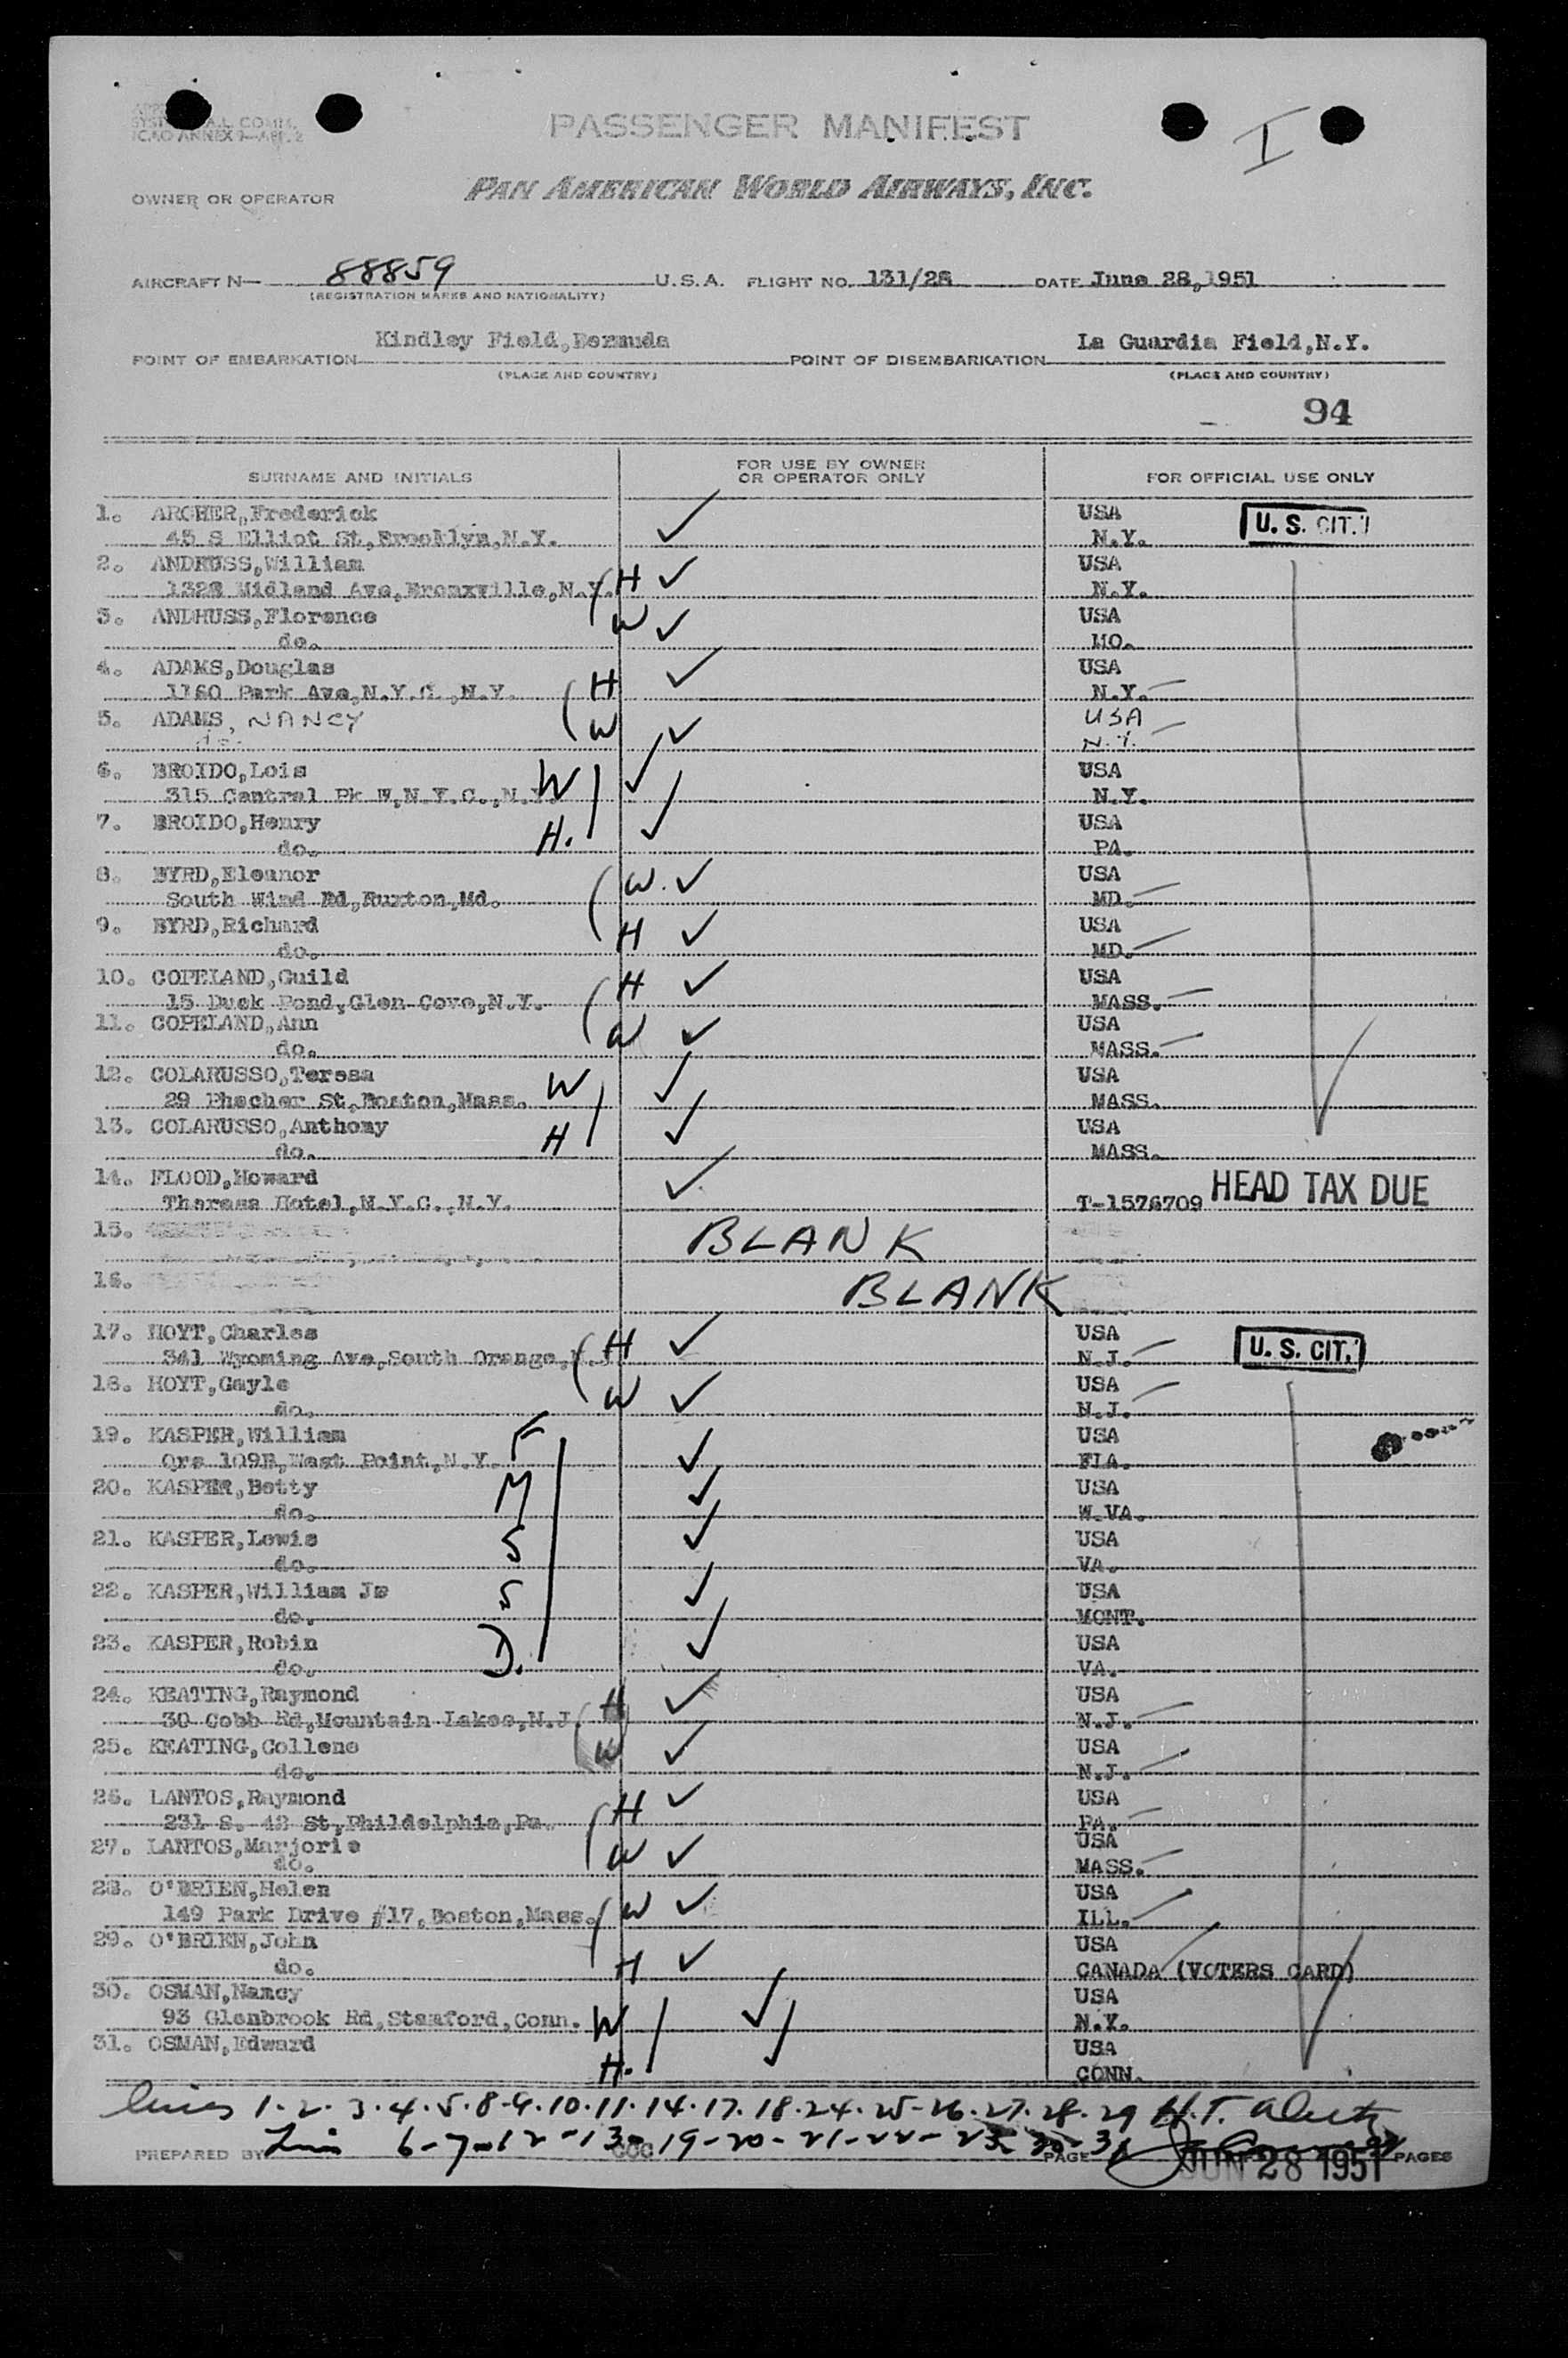 SYST A.L. COMM.
ICAO ANNEX 9—APP. 2
PASSENGER MANIFEST
I
OWNER OR OPERATOR
PAN AMERICAN WORLD AIRWAYS, INC.
AIRCRAFT N— 88859 U.S.A. FLIGHT NO. 131/28 DATE June 28,1951
(REGISTRATION MARKS AND NATIONALITY)
POINT OF EMBARKATION Kindley Field,Bermuda POINT OF DISEMBARKATION La Guardia Field,N.Y.
(PLACE AND COUNTRY) (PLACE AND COUNTRY)
94
SURNAME AND INITIALS FOR USE BY OWNER OR OPERATOR ONLY FOR OFFICIAL USE ONLY
1. ARCHER,Frederick ✓ USA U. S. CIT.
45 S Elliot St,Brooklyn,N.Y. N.Y.
2. ANDRUSS,William H ✓ USA
132 Midland Ave,Bronxville,N.Y. N.Y.
3. ANDRUSS,Florence W ✓ USA
do. MO.
4. ADAMS,Douglas H ✓ USA
1160 Park Ave,N.Y.C.,N.Y. N.Y.
5. ADAMS, NANCY W ✓ USA
do. N.Y.
6. BROIDO,Lois W ✓ USA
315 Central Pk W,N.Y.C.,N.Y. N.Y.
7. BROIDO,Henry H. ✓ USA
do. PA.
8. BYRD,Eleanor W. ✓ USA
South Wind Rd,Ruxton,Md. MD.
9. BYRD,Richard H ✓ USA
do. MD.
10. COPELAND,Guild H ✓ USA
15 Duck Pond,Glen Cove,N.Y. MASS.
11. COPELAND,Ann W ✓ USA
do. MASS.
12. COLARUSSO,Teresa W ✓ USA
29 St,Boston,Mass. MASS.
13. COLARUSSO,Anthony H ✓ USA
do. MASS.
14. FLOOD,Howard ✓ HEAD TAX DUE
Theresa Hotel,N.Y.C.,N.Y. T-1576709
15. BLANK
16. BLANK
17. HOYT,Charles H ✓ USA U. S. CIT.
341 Wyoming Ave,South Orange,N.J. N.J.
18. HOYT,Gayle W ✓ USA
do. N.J.
19. KASPER,William F ✓ USA
Qrs 109B,West Point,N.Y. FLA.
20. KASPER,Betty M ✓ USA
do. W.VA.
21. KASPER,Lewis S ✓ USA
do. VA.
22. KASPER,William Jr S ✓ USA
do. MONT.
23. KASPER,Robin D. ✓ USA
do. VA.
24. KEATING,Raymond H ✓ USA
30 Cobb Rd,Mountain Lakes,N.J. N.J.
25. KEATING,Collene W ✓ USA
do. N.J.
26. LANTOS,Raymond H ✓ USA
231 S. 42 St,Phildelphia,Pa. PA.
27. LANTOS,Marjorie W ✓ USA
do. MASS.
28. O'BRIEN,Helen W ✓ USA
149 Park Drive #17,Boston,Mass. ILL.
29. O'BRIEN,John H ✓ USA
do. CANADA (VOTERS CARD)
30. OSMAN,Nancy W ✓ USA
93 Glenbrook Rd,Stamford,Conn. N.Y.
31. OSMAN,Edward H. ✓ USA
CONN.
Lines 1-2-3-4-5-8-9-10-11-14-17-18-24-25-26-27-28-29 H.T.
Lines 6-7-12-13-19-20-21-22-23-30-31
PREPARED BY PAGE PAGES
JUN 28 1951